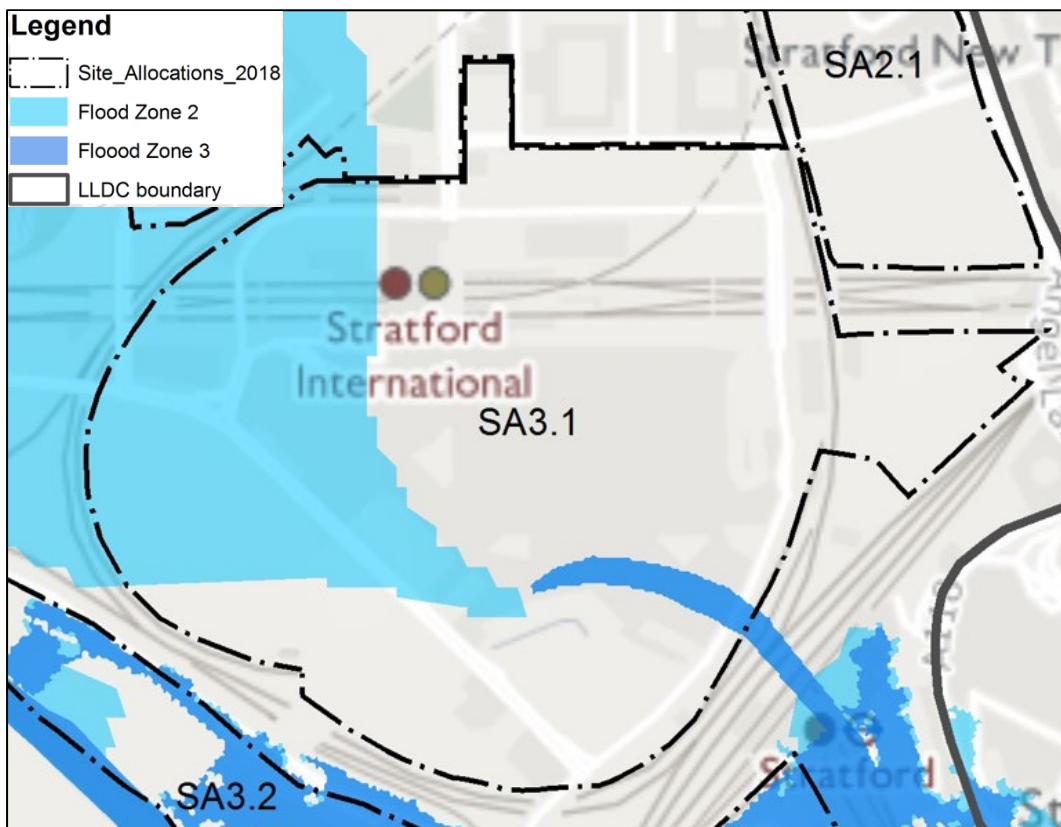 Legend
Site_Allocations_2018
Flood Zone 2
Floood Zone 3
LLDC boundary
Stratford New T
SA2.1
Stratford
International
SA3.1
SA3.2
Stratford
St